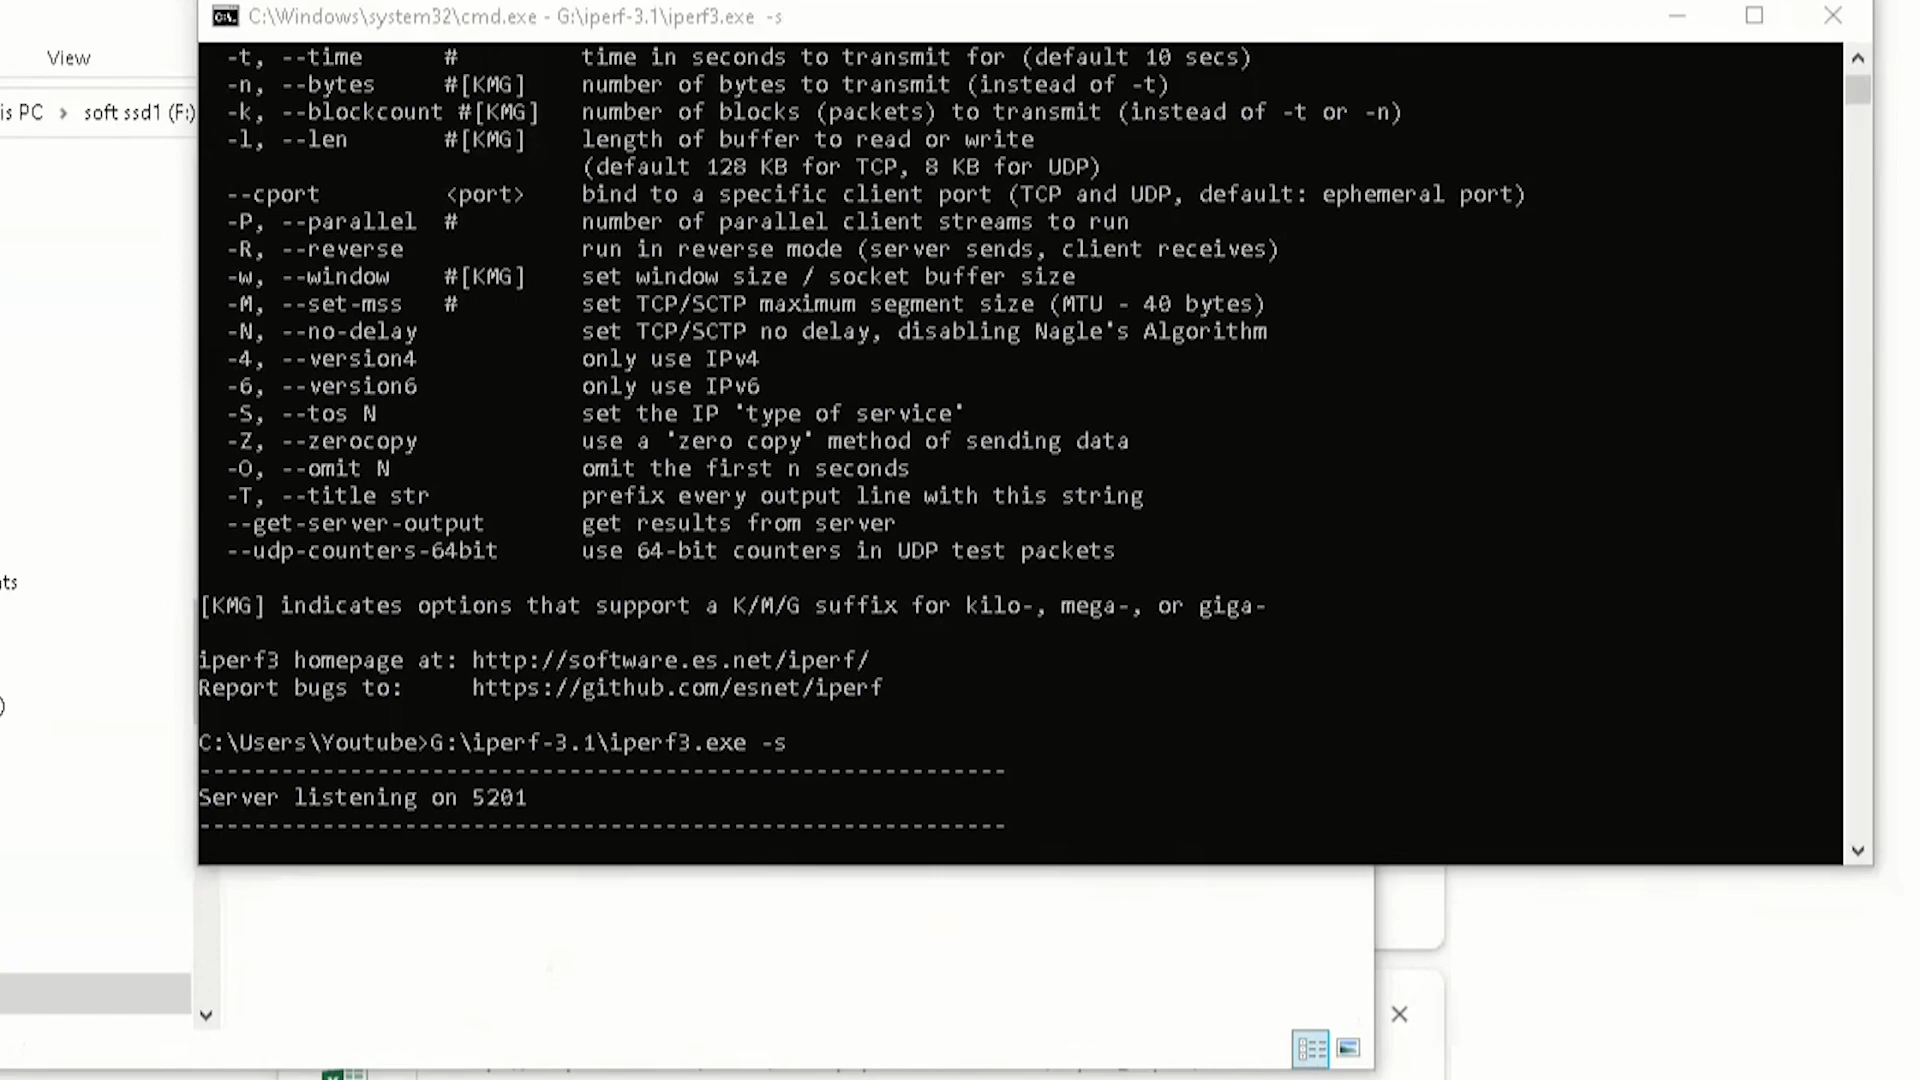 C:\Windows\system32\cmd.exe - G:\iperf-3.1\iperf3.exe -s
View
is PC > soft ssd1 (F:)
-t, --time # time in seconds to transmit for (default 10 secs)
-n, --bytes #[KMG] number of bytes to transmit (instead of -t)
-k, --blockcount #[KMG] number of blocks (packets) to transmit (instead of -t or -n)
-l, --len #[KMG] length of buffer to read or write
(default 128 KB for TCP, 8 KB for UDP)
--cport <port> bind to a specific client port (TCP and UDP, default: ephemeral port)
-P, --parallel # number of parallel client streams to run
-R, --reverse run in reverse mode (server sends, client receives)
-w, --window #[KMG] set window size / socket buffer size
-M, --set-mss # set TCP/SCTP maximum segment size (MTU - 40 bytes)
-N, --no-delay set TCP/SCTP no delay, disabling Nagle's Algorithm
-4, --version4 only use IPv4
-6, --version6 only use IPv6
-S, --tos N set the IP 'type of service'
-Z, --zerocopy use a 'zero copy' method of sending data
-O, --omit N omit the first n seconds
-T, --title str prefix every output line with this string
--get-server-output get results from server
--udp-counters-64bit use 64-bit counters in UDP test packets
[KMG] indicates options that support a K/M/G suffix for kilo-, mega-, or giga-
iperf3 homepage at: http://software.es.net/iperf/
Report bugs to: https://github.com/esnet/iperf
C:\Users\Youtube>G:\iperf-3.1\iperf3.exe -s
-----------------------------------------------------------
Server listening on 5201
-----------------------------------------------------------
nts
)